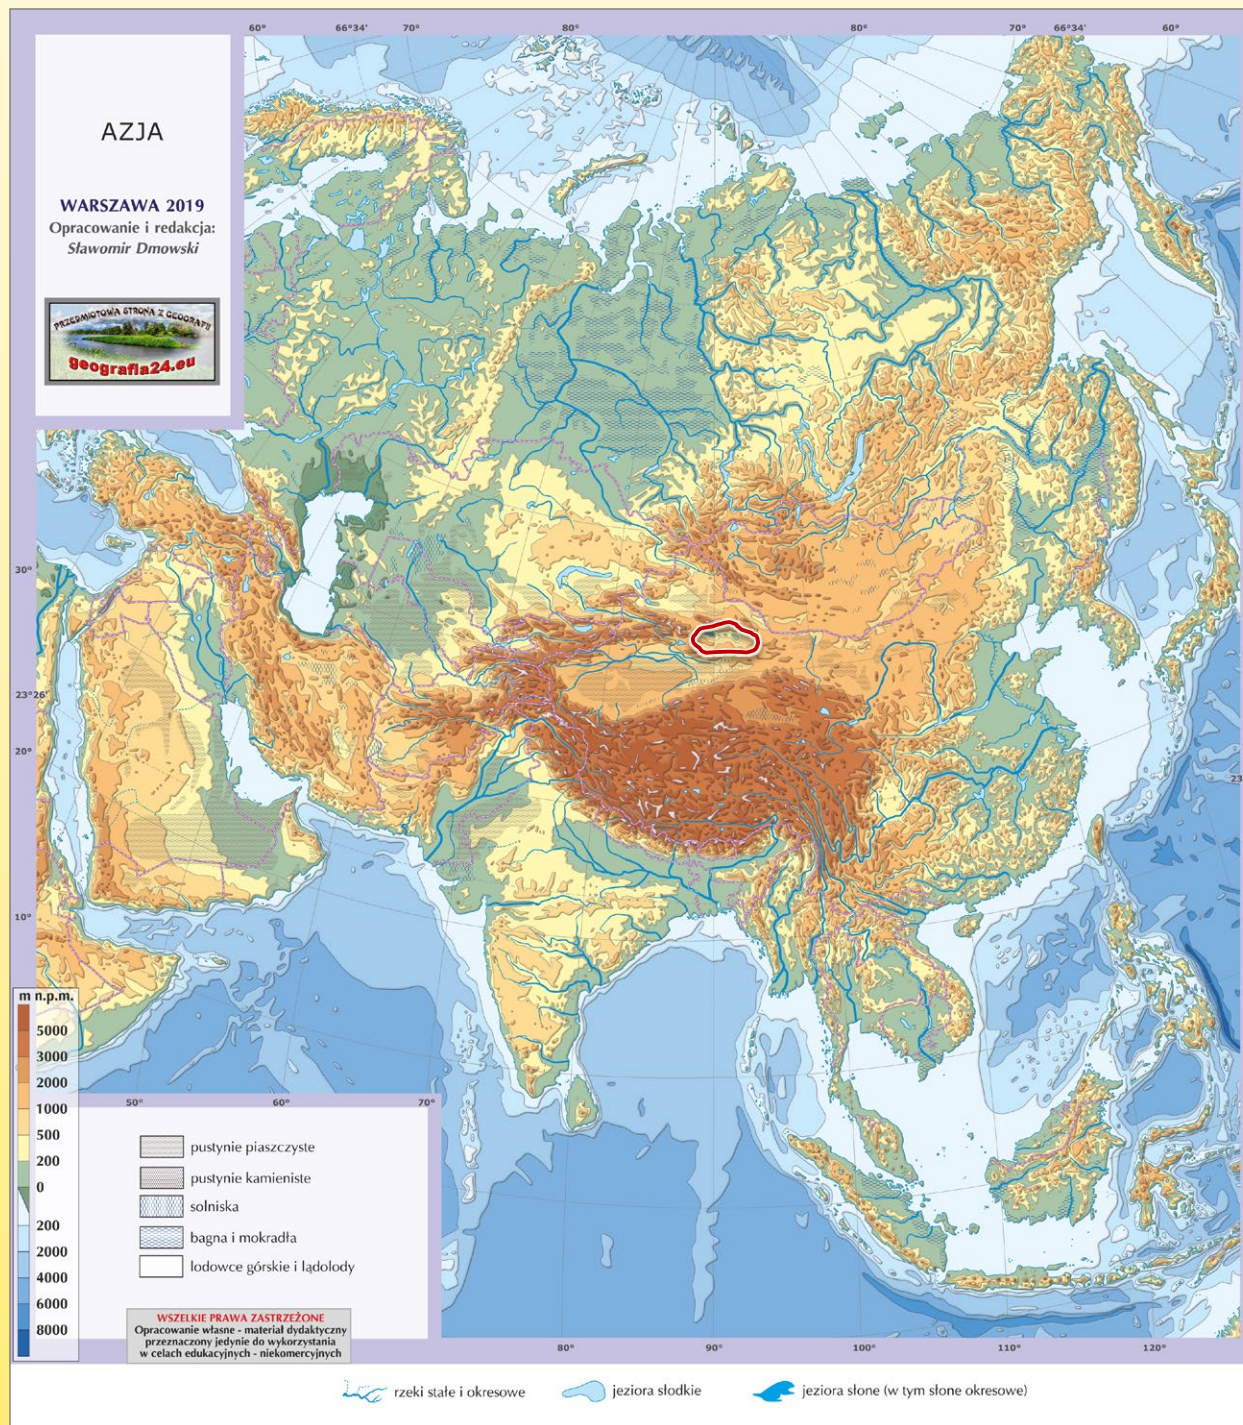 60° 66°34' 70° 80° 80° 70° 66°34' 60°
AZJA
WARSZAWA 2019
Opracowanie i redakcja:
Sławomir Dmowski
PRZEDMIOTOWA STRONA Z GEOGRAFII
geografia24.eu
30°
23°26'
20°
23
10°
m n.p.m.
5000
3000
2000
1000
500
200
0
200
2000
4000
6000
8000
50° 60° 70°
pustynie piaszczyste
pustynie kamieniste
solniska
bagna i mokradła
lodowce górskie i lądolody
WSZELKIE PRAWA ZASTRZEŻONE
Opracowanie własne - materiał dydaktyczny
przeznaczony jedynie do wykorzystania
w celach edukacyjnych - niekomercyjnych
80° 90° 100° 110° 120°
rzeki stałe i okresowe
jeziora słodkie
jeziora słone (w tym słone okresowe)